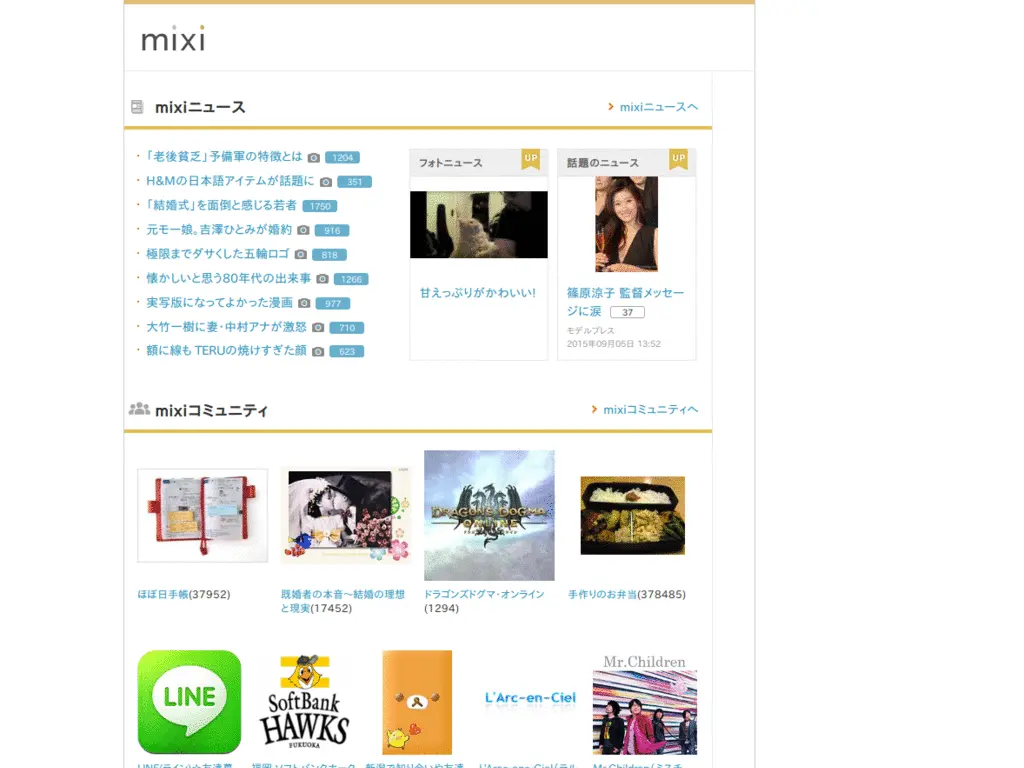 mixi
mixiニュース
mixiニュースへ
・「老後貧乏」予備軍の特徴とは 1204
・H&Mの日本語アイテムが話題に 351
・「結婚式」を面倒と感じる若者 1750
・元モー娘。吉澤ひとみが婚約 916
・極限までダサくした五輪ロゴ 818
・懐かしいと思う80年代の出来事 1266
・実写版になってよかった漫画 977
・大竹一樹に妻・中村アナが激怒 710
・額に線も TERUの焼けすぎた顔 623
フォトニュース UP
甘えっぷりがかわいい!
話題のニュース UP
篠原涼子 監督メッセー
ジに涙 37
モデルプレス
2015年09月05日 13:52
mixiコミュニティ
mixiコミュニティへ
DRAGON'S DOGMA
ONLINE
ほぼ日手帳(37952)
既婚者の本音〜結婚の理想
と現実(17452)
ドラゴンズドグマ・オンライン
(1294)
手作りのお弁当(378485)
LINE
SoftBank
HAWKS
FUKUOKA
L'Arc-en-Ciel
Mr.Children